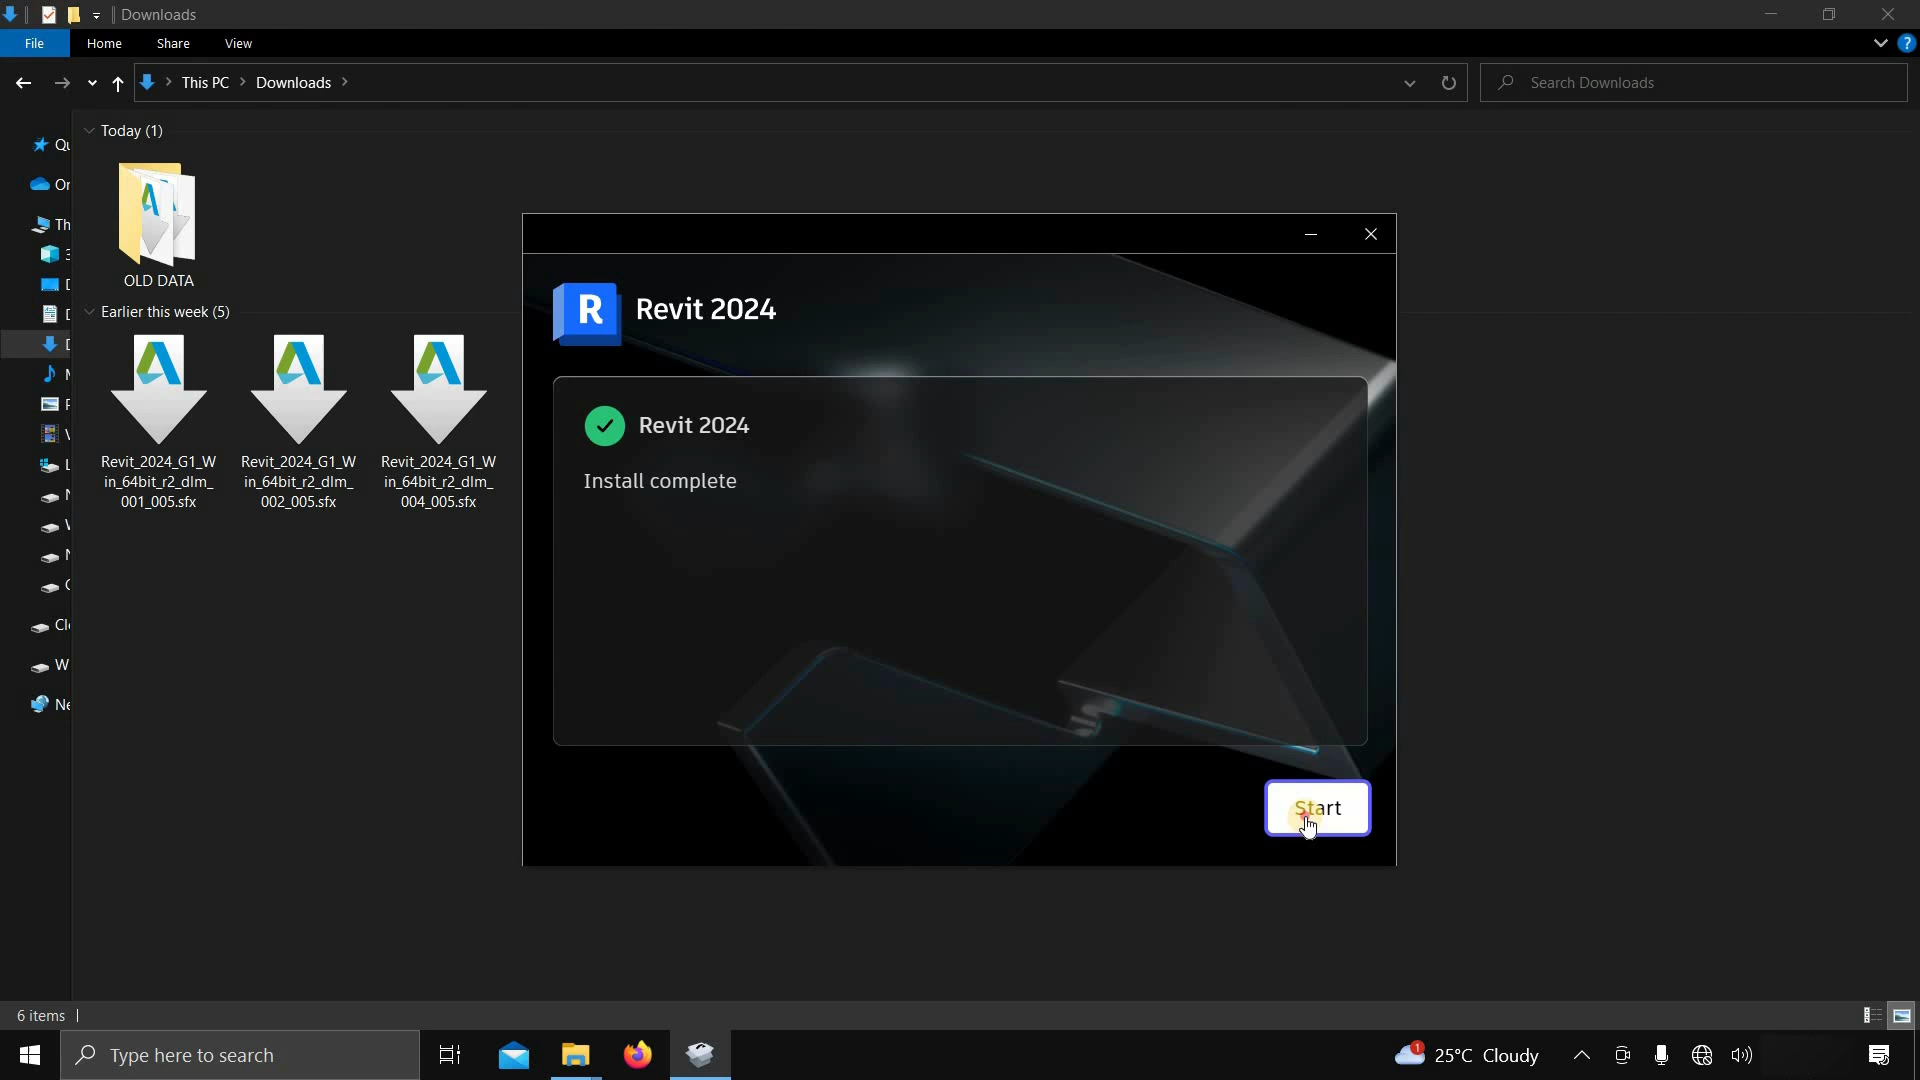 Downloads
File Home Share View
This PC Downloads
Search Downloads
Today (1)
OLD DATA
Earlier this week (5)
Revit_2024_G1_W
in_64bit_r2_dlm_
001_005.sfx
Revit_2024_G1_W
in_64bit_r2_dlm_
002_005.sfx
Revit_2024_G1_W
in_64bit_r2_dlm_
004_005.sfx
R Revit 2024
Revit 2024
Install complete
Start
6 items
Type here to search
1
25°C Cloudy